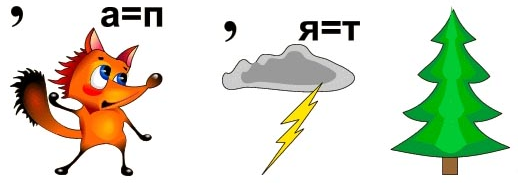 , а=п , я=т